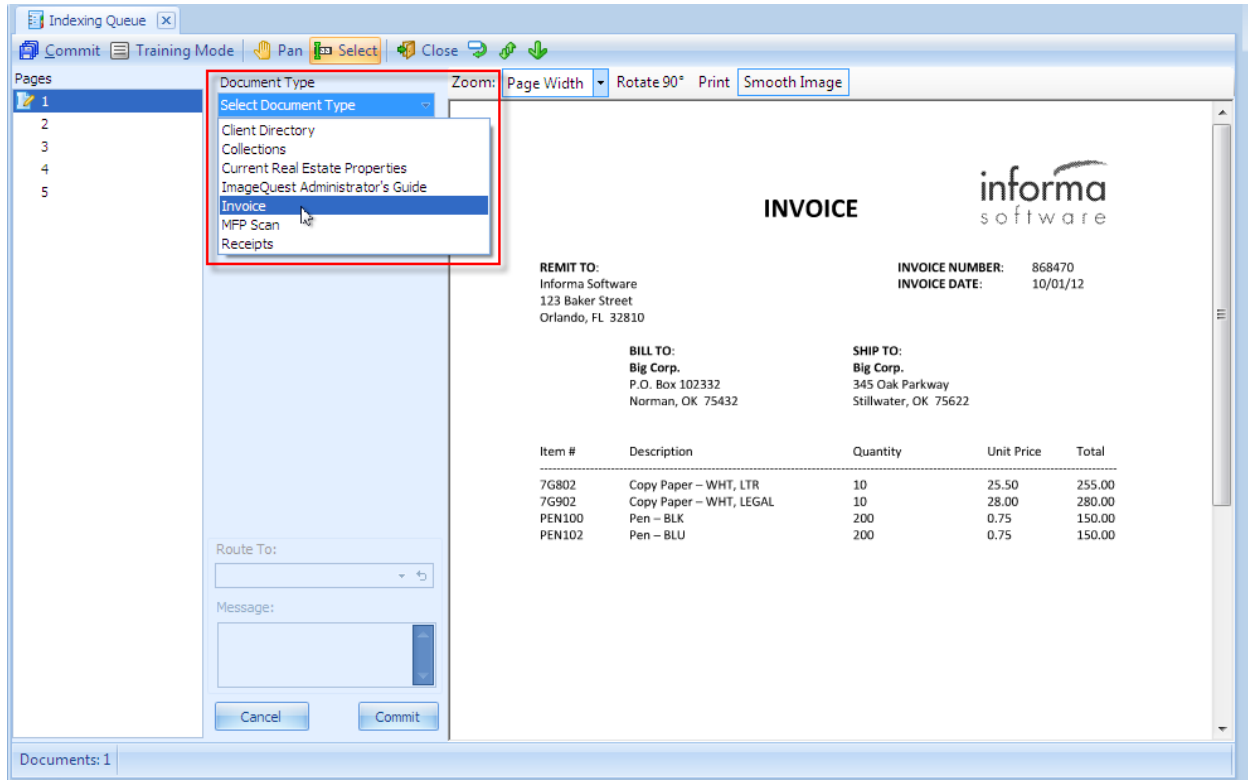 Indexing Queue
Commit Training Mode Pan Select Close
Pages
1
2
3
4
5
Document Type
Select Document Type
Client Directory
Collections
Current Real Estate Properties
ImageQuest Administrator's Guide
Invoice
MFP Scan
Receipts
Route To:
Message:
Cancel Commit
Zoom: Page Width Rotate 90° Print Smooth Image
informa
software
INVOICE
REMIT TO:
Informa Software
123 Baker Street
Orlando, FL 32810
INVOICE NUMBER: 868470
INVOICE DATE: 10/01/12
BILL TO:
Big Corp.
P.O. Box 102332
Norman, OK 75432
SHIP TO:
Big Corp.
345 Oak Parkway
Stillwater, OK 75622
Item # Description Quantity Unit Price Total
7G802 Copy Paper – WHT, LTR 10 25.50 255.00
7G902 Copy Paper – WHT, LEGAL 10 28.00 280.00
PEN100 Pen – BLK 200 0.75 150.00
PEN102 Pen – BLU 200 0.75 150.00
Documents: 1